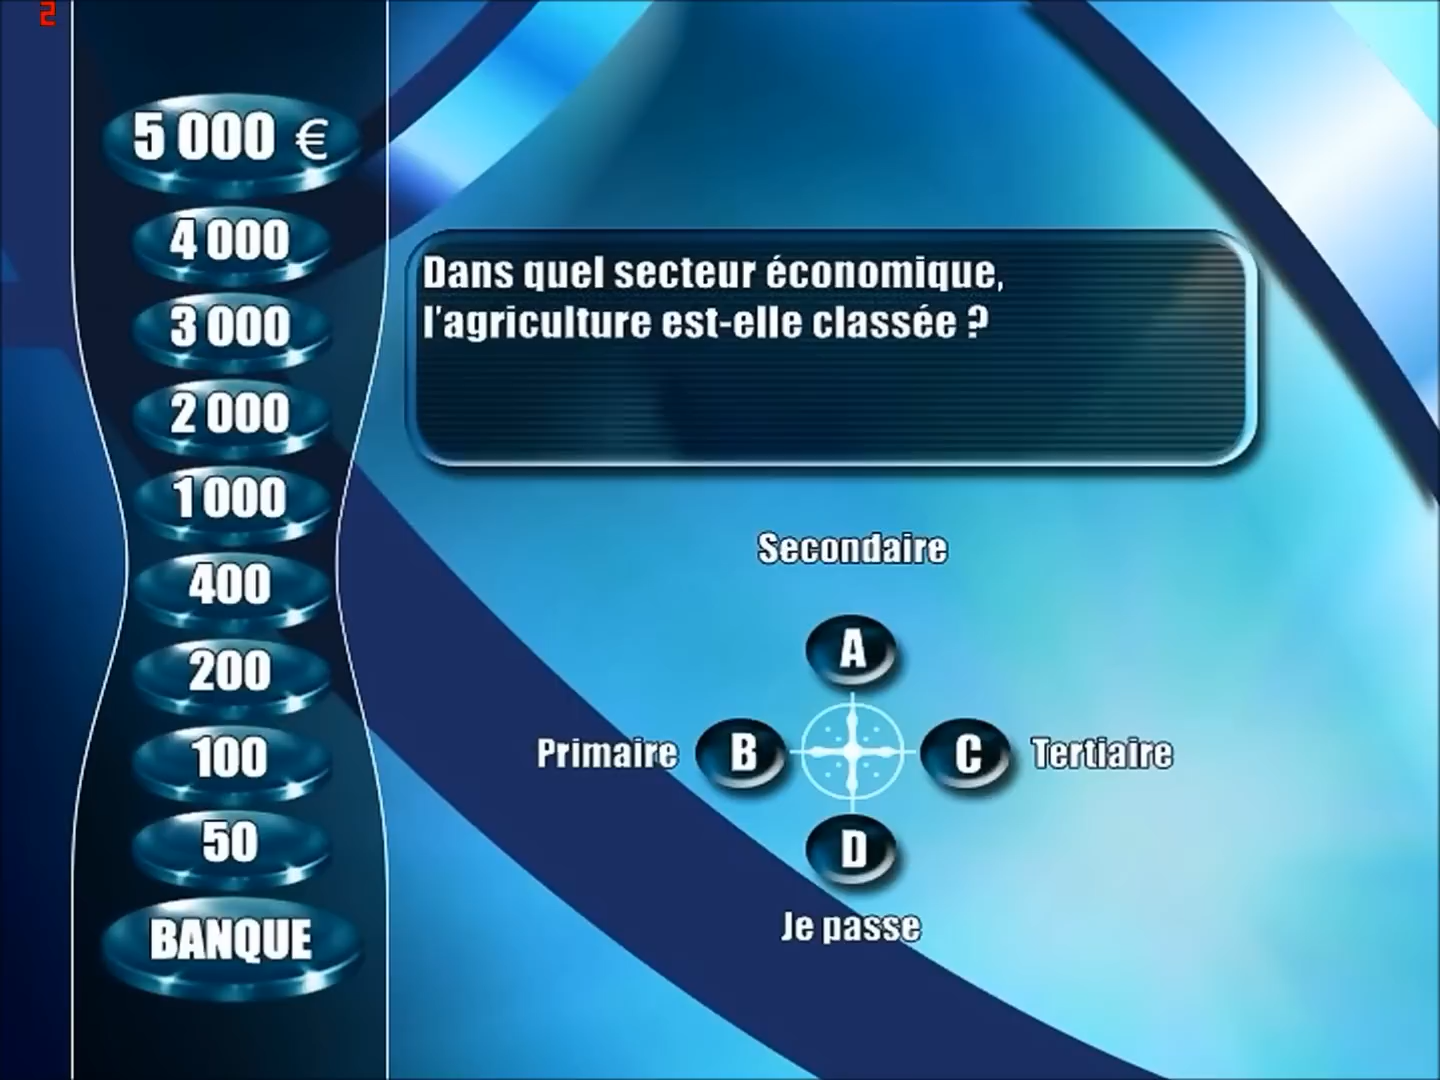 2
5 000 €
4 000
3 000
2 000
1 000
400
200
100
50
BANQUE
Dans quel secteur économique,
l'agriculture est-elle classée ?
Secondaire
A
Primaire B C Tertiaire
D
Je passe